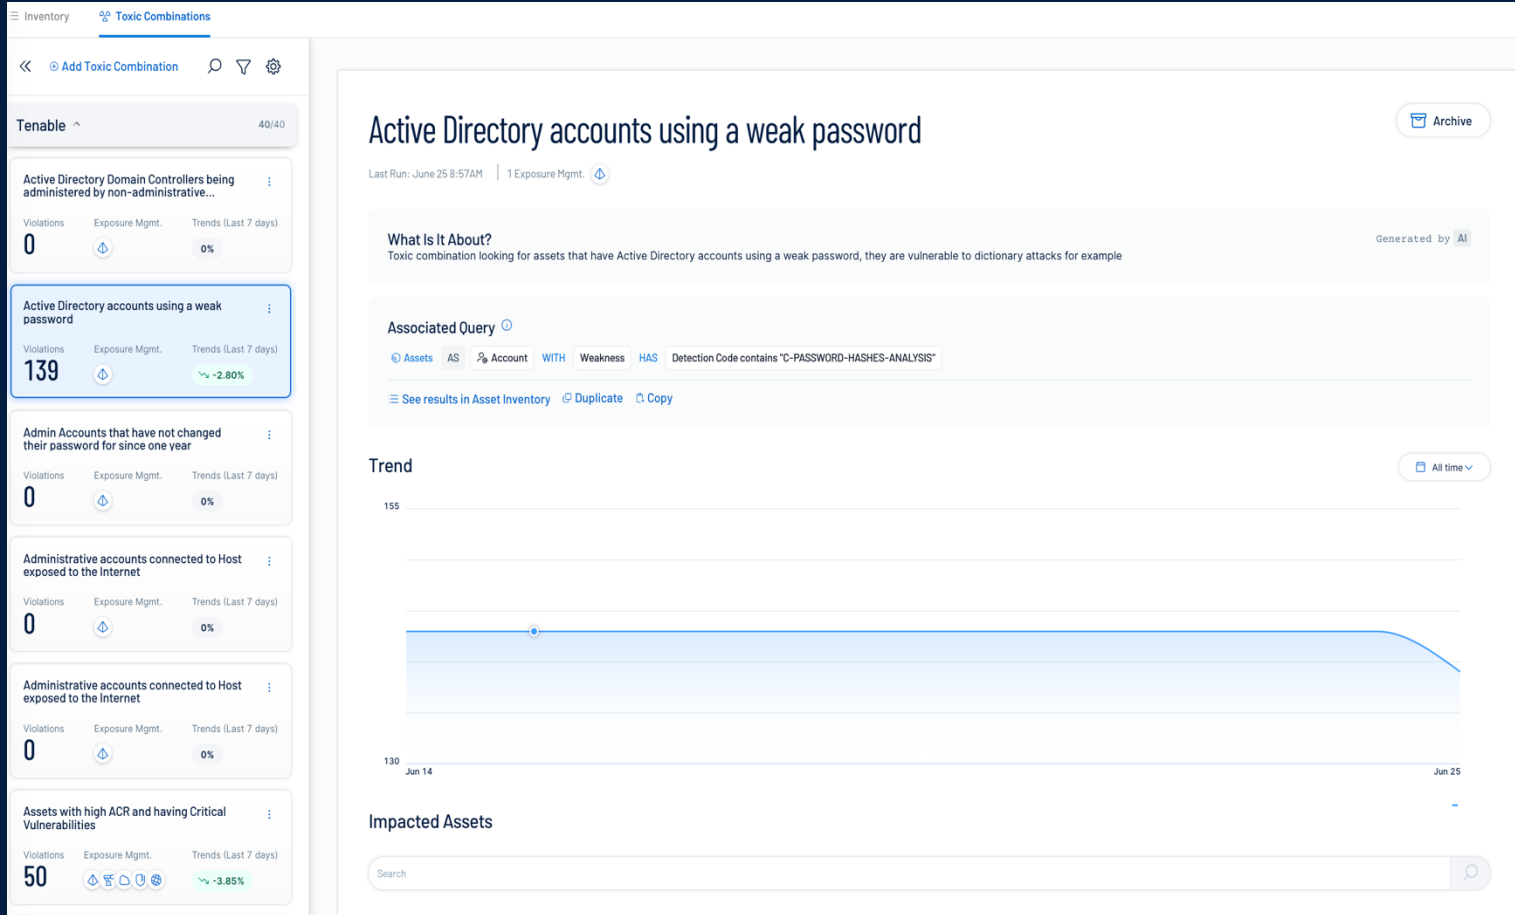 Inventory
Toxic Combinations
Add Toxic Combination
Tenable
40/40
Active Directory Domain Controllers being
administered by non-administrative...
Violations Exposure Mgmt. Trends (Last 7 days)
0 0%
Active Directory accounts using a weak
password
Violations Exposure Mgmt. Trends (Last 7 days)
139 -2.80%
Admin Accounts that have not changed
their password for since one year
Violations Exposure Mgmt. Trends (Last 7 days)
0 0%
Administrative accounts connected to Host
exposed to the Internet
Violations Exposure Mgmt. Trends (Last 7 days)
0 0%
Administrative accounts connected to Host
exposed to the Internet
Violations Exposure Mgmt. Trends (Last 7 days)
0 0%
Assets with high ACR and having Critical
Vulnerabilities
Violations Exposure Mgmt. Trends (Last 7 days)
50 -3.85%
Active Directory accounts using a weak password
Archive
Last Run: June 25 8:57AM 1 Exposure Mgmt.
What Is It About?
Generated by AI
Toxic combination looking for assets that have Active Directory accounts using a weak password, they are vulnerable to dictionary attacks for example
Associated Query
Assets AS Account WITH Weakness HAS Detection Code contains "C-PASSWORD-HASHES-ANALYSIS"
See results in Asset Inventory Duplicate Copy
Trend
All time
155
130
Jun 14 Jun 25
Impacted Assets
Search